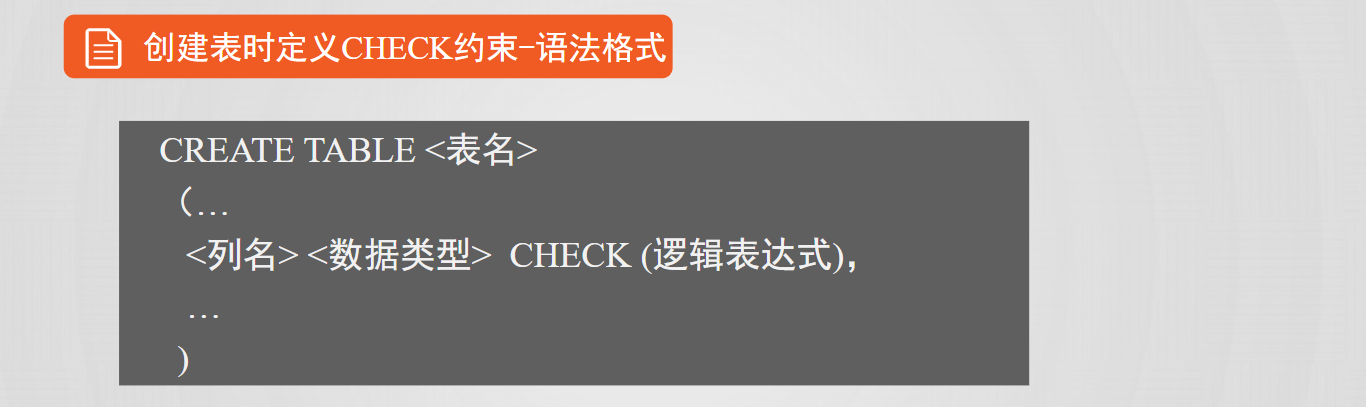 创建表时定义CHECK约束-语法格式
CREATE TABLE <表名>
（…
<列名> <数据类型> CHECK (逻辑表达式)，
…
)